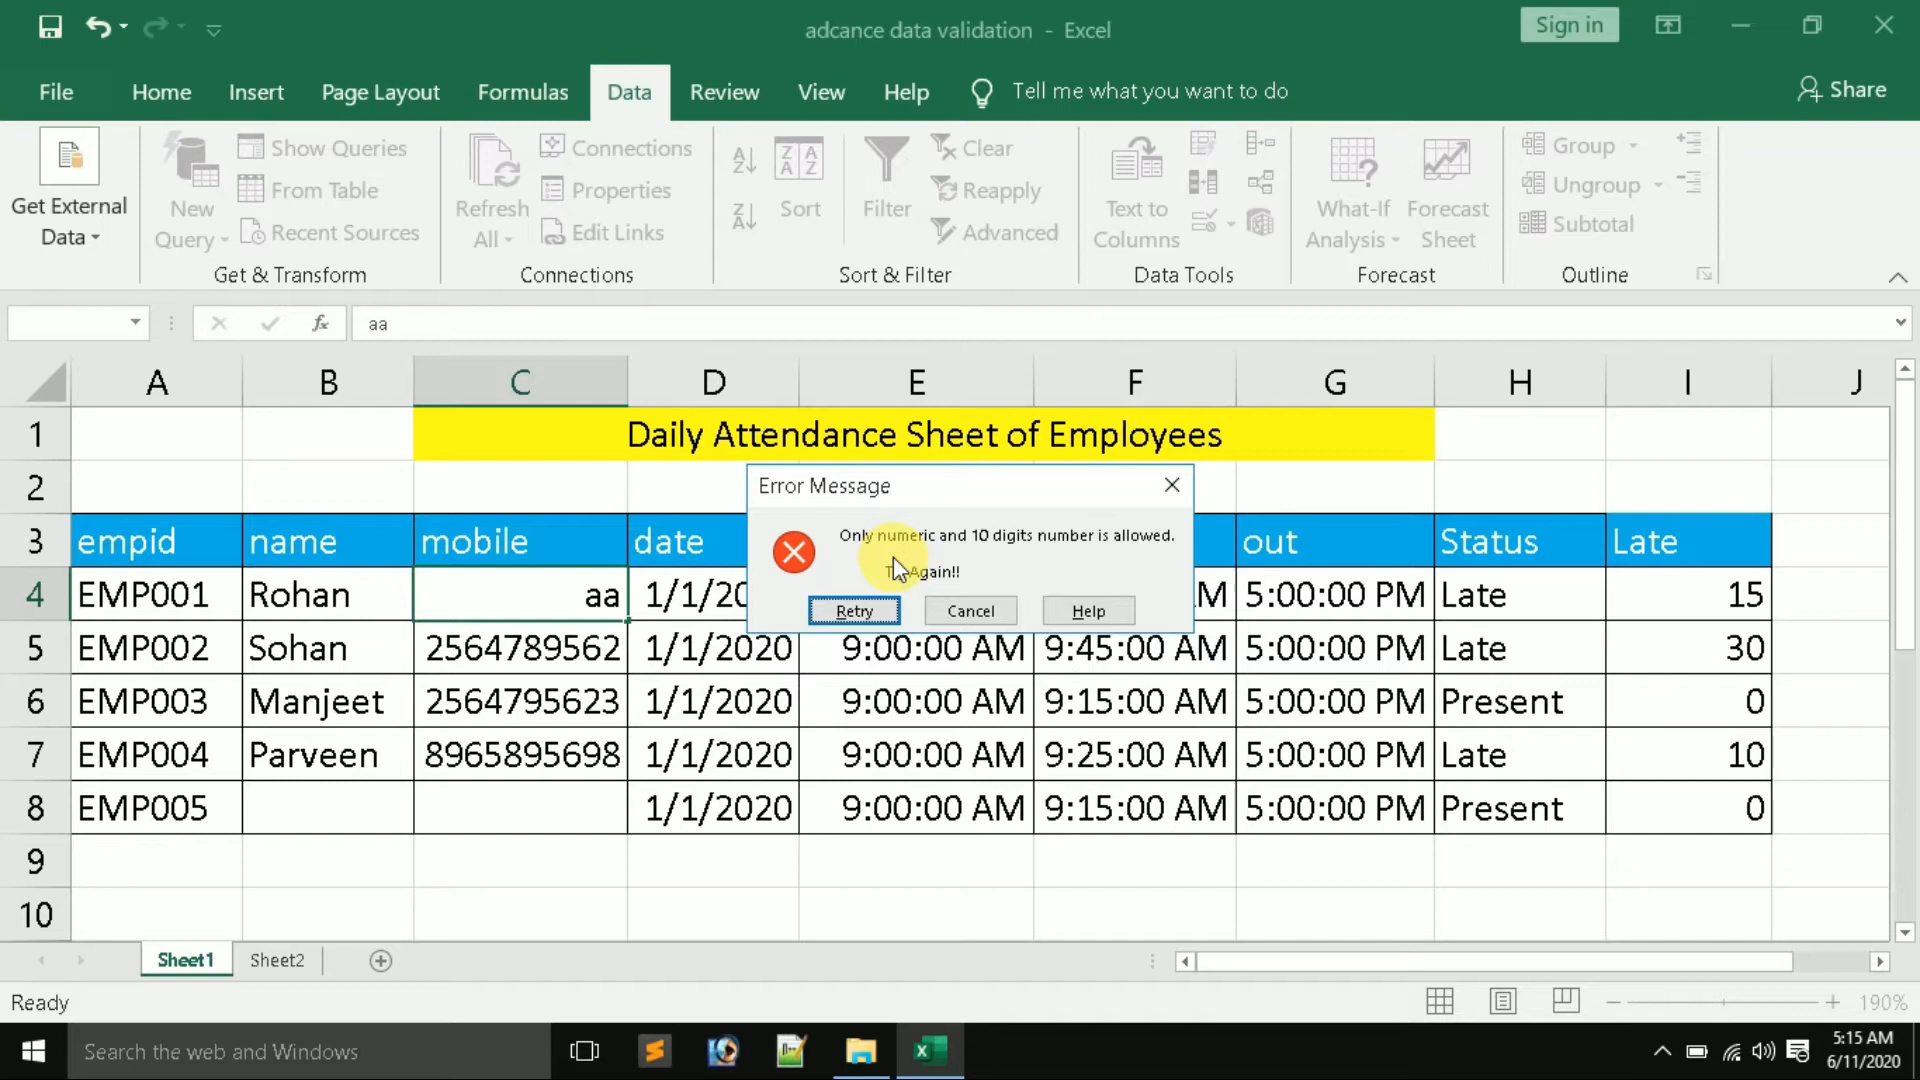 adcance data validation - Excel
Sign in
File Home Insert Page Layout Formulas Data Review View Help Tell me what you want to do Share
Get External Data
New Query
Show Queries
From Table
Recent Sources
Get & Transform
Refresh All
Connections
Properties
Edit Links
Connections
Sort
Filter
Clear
Reapply
Advanced
Sort & Filter
Text to Columns
Data Tools
What-If Analysis
Forecast Sheet
Forecast
Group
Ungroup
Subtotal
Outline
fx aa
A B C D E F G H I J
1 Daily Attendance Sheet of Employees
2
3 empid name mobile date out Status Late
4 EMP001 Rohan aa 5:00:00 PM Late 15
5 EMP002 Sohan 2564789562 1/1/2020 9:00:00 AM 9:45:00 AM 5:00:00 PM Late 30
6 EMP003 Manjeet 2564795623 1/1/2020 9:00:00 AM 9:15:00 AM 5:00:00 PM Present 0
7 EMP004 Parveen 8965895698 1/1/2020 9:00:00 AM 9:25:00 AM 5:00:00 PM Late 10
8 EMP005 1/1/2020 9:00:00 AM 9:15:00 AM 5:00:00 PM Present 0
9
10
Error Message
Only numeric and 10 digits number is allowed.
Again!!
Retry Cancel Help
Sheet1 Sheet2
Ready
190%
Search the web and Windows
5:15 AM
6/11/2020